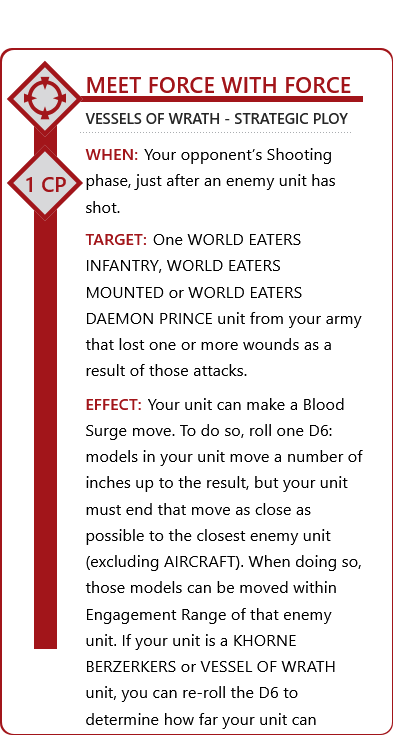 MEET FORCE WITH FORCE
VESSELS OF WRATH - STRATEGIC PLOY
WHEN: Your opponent's Shooting
phase, just after an enemy unit has
shot.
1 CP
TARGET: One WORLD EATERS
INFANTRY, WORLD EATERS
MOUNTED or WORLD EATERS
DAEMON PRINCE unit from your army
that lost one or more wounds as a
result of those attacks.
EFFECT: Your unit can make a Blood
Surge move. To do so, roll one D6:
models in your unit move a number of
inches up to the result, but your unit
must end that move as close as
possible to the closest enemy unit
(excluding AIRCRAFT). When doing so,
those models can be moved within
Engagement Range of that enemy
unit. If your unit is a KHORNE
BERZERKERS or VESSEL OF WRATH
unit, you can re-roll the D6 to
determine how far your unit can